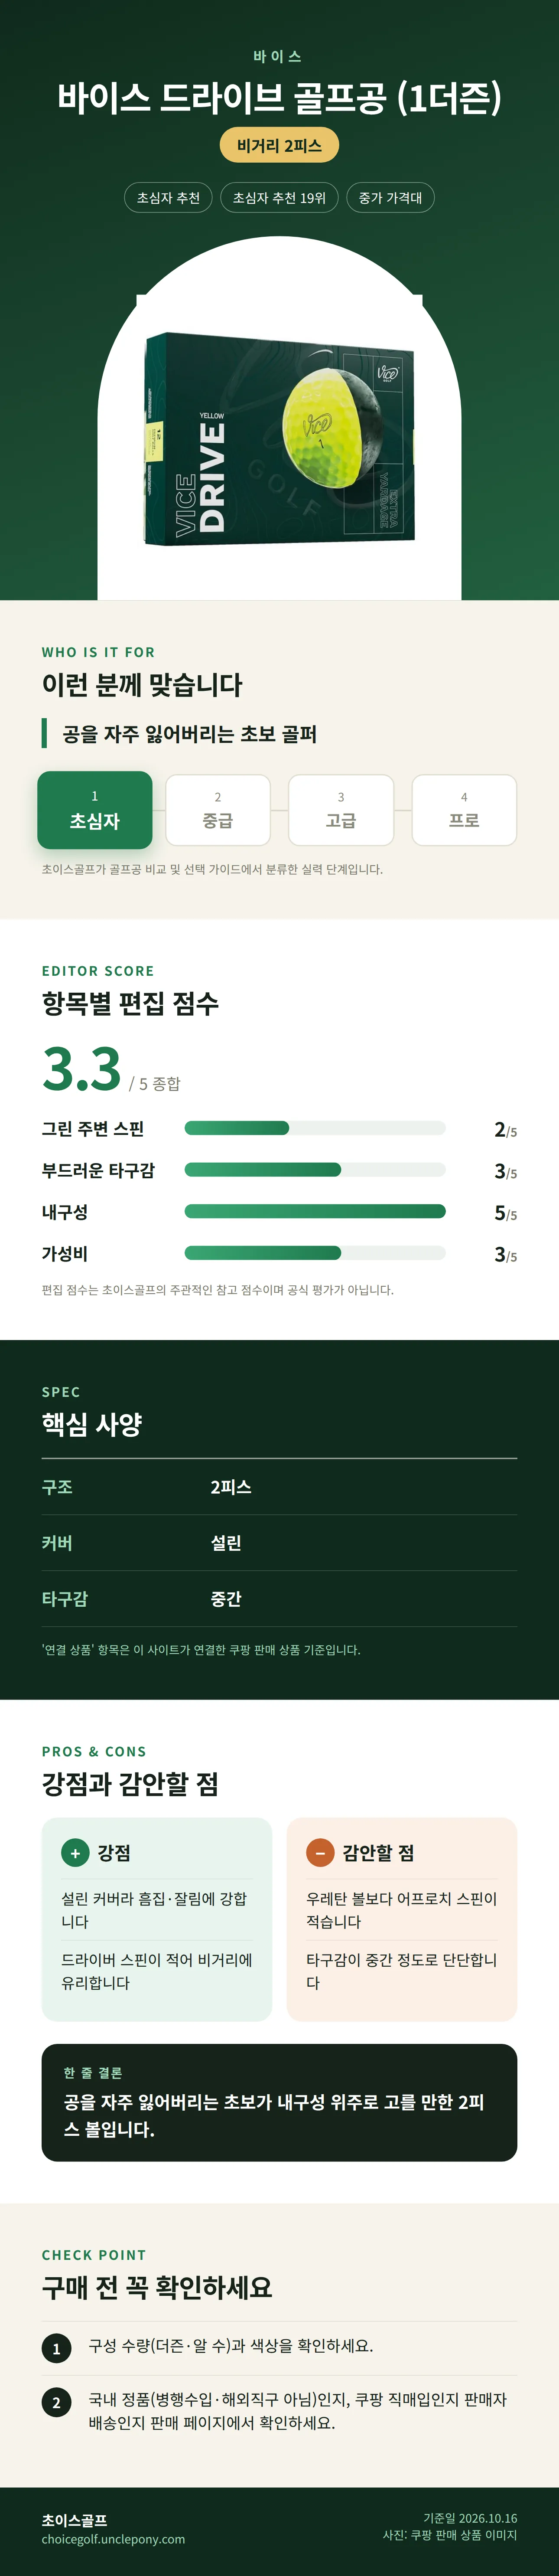 바이스
바이스 드라이브 골프공 (1더즌)
비거리 2피스
초심자 추천
초심자 추천 19위
중가 가격대
YELLOW
VICE
DRIVE
Vice
GOLF
Vice
1
GOLF
EXTRA
YARDAGE
12
WHO IS IT FOR
이런 분께 맞습니다
공을 자주 잃어버리는 초보 골퍼
1
초심자
2
중급
3
고급
4
프로
초이스골프가 골프공 비교 및 선택 가이드에서 분류한 실력 단계입니다.
EDITOR SCORE
항목별 편집 점수
3.3 / 5 종합
그린 주변 스핀 2/5
부드러운 타구감 3/5
내구성 5/5
가성비 3/5
편집 점수는 초이스골프의 주관적인 참고 점수이며 공식 평가가 아닙니다.
SPEC
핵심 사양
구조 2피스
커버 설린
타구감 중간
'연결 상품' 항목은 이 사이트가 연결한 쿠팡 판매 상품 기준입니다.
PROS & CONS
강점과 감안할 점
+ 강점
설린 커버라 흠집·잘림에 강합
니다
드라이버 스핀이 적어 비거리에
유리합니다
− 감안할 점
우레탄 볼보다 어프로치 스핀이
적습니다
타구감이 중간 정도로 단단합니
다
한 줄 결론
공을 자주 잃어버리는 초보가 내구성 위주로 고를 만한 2피
스 볼입니다.
CHECK POINT
구매 전 꼭 확인하세요
1 구성 수량(더즌·알 수)과 색상을 확인하세요.
2 국내 정품(병행수입·해외직구 아님)인지, 쿠팡 직매입인지 판매자
배송인지 판매 페이지에서 확인하세요.
초이스골프
choicegolf.unclepony.com
기준일 2026.10.16
사진: 쿠팡 판매 상품 이미지